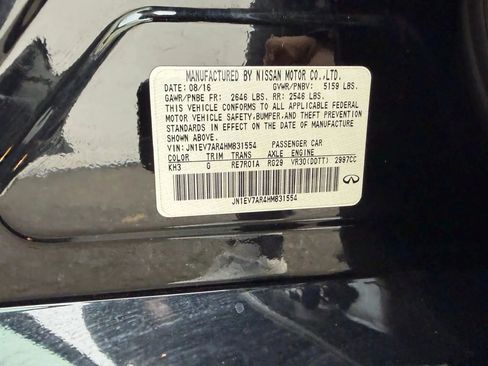 MANUFACTURED BY NISSAN MOTOR CO.,LTD.
DATE: 08/16 GVWR/PNBV: 5159 LBS.
GAWR/PNBE FR: 2646 LBS. RR: 2546 LBS.
THIS VEHICLE CONFORMS TO ALL APPLICABLE FEDERAL
MOTOR VEHICLE SAFETY,BUMPER,AND THEFT PREVENTION
STANDARDS IN EFFECT ON THE DATE OF MANUFACTURE
SHOWN ABOVE.
VIN: JN1EV7AR4HM831554 PASSENGER CAR
COLOR TRIM TRANS AXLE ENGINE
KH3 G RE7R01A RG29 VR30(DDTT) 2997CC
JN1EV7AR4HM831554